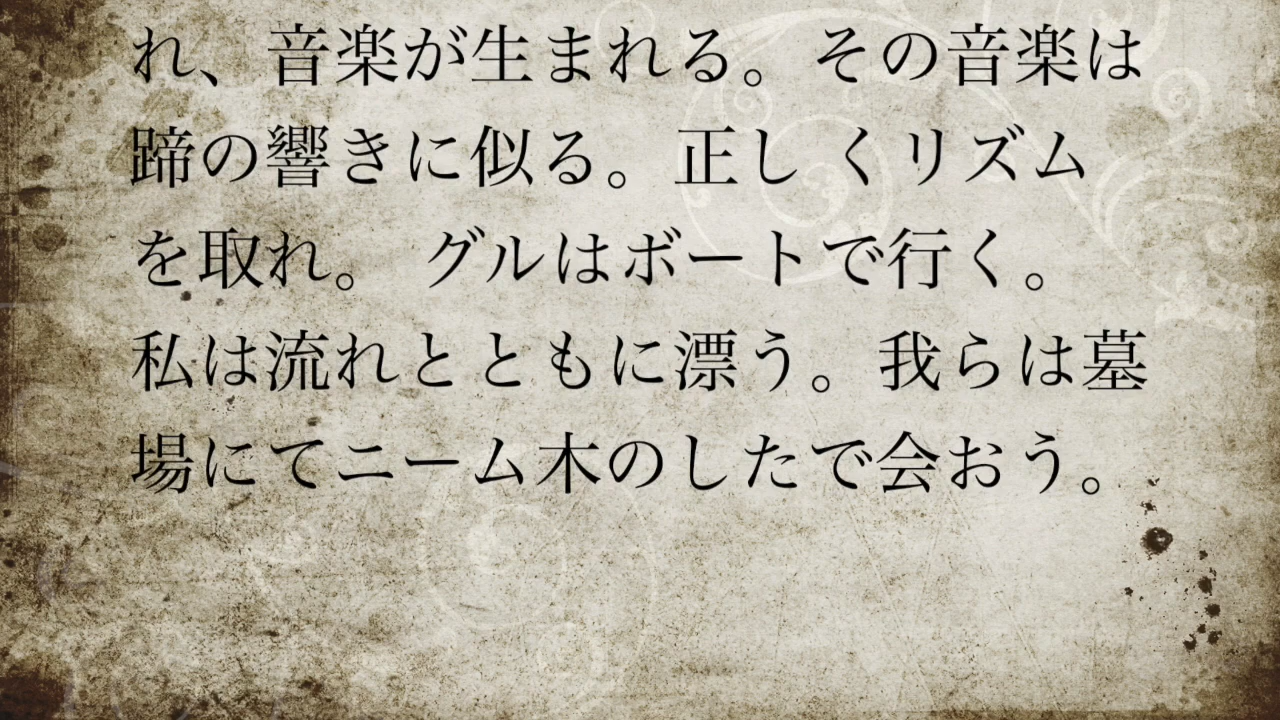 れ、音楽が生まれる。その音楽は
蹄の響きに似る。正し くリズム
を取れ。 グルはボートで行く。
私は流れとともに漂う。我らは墓
場にてニーム木のしたで会おう。